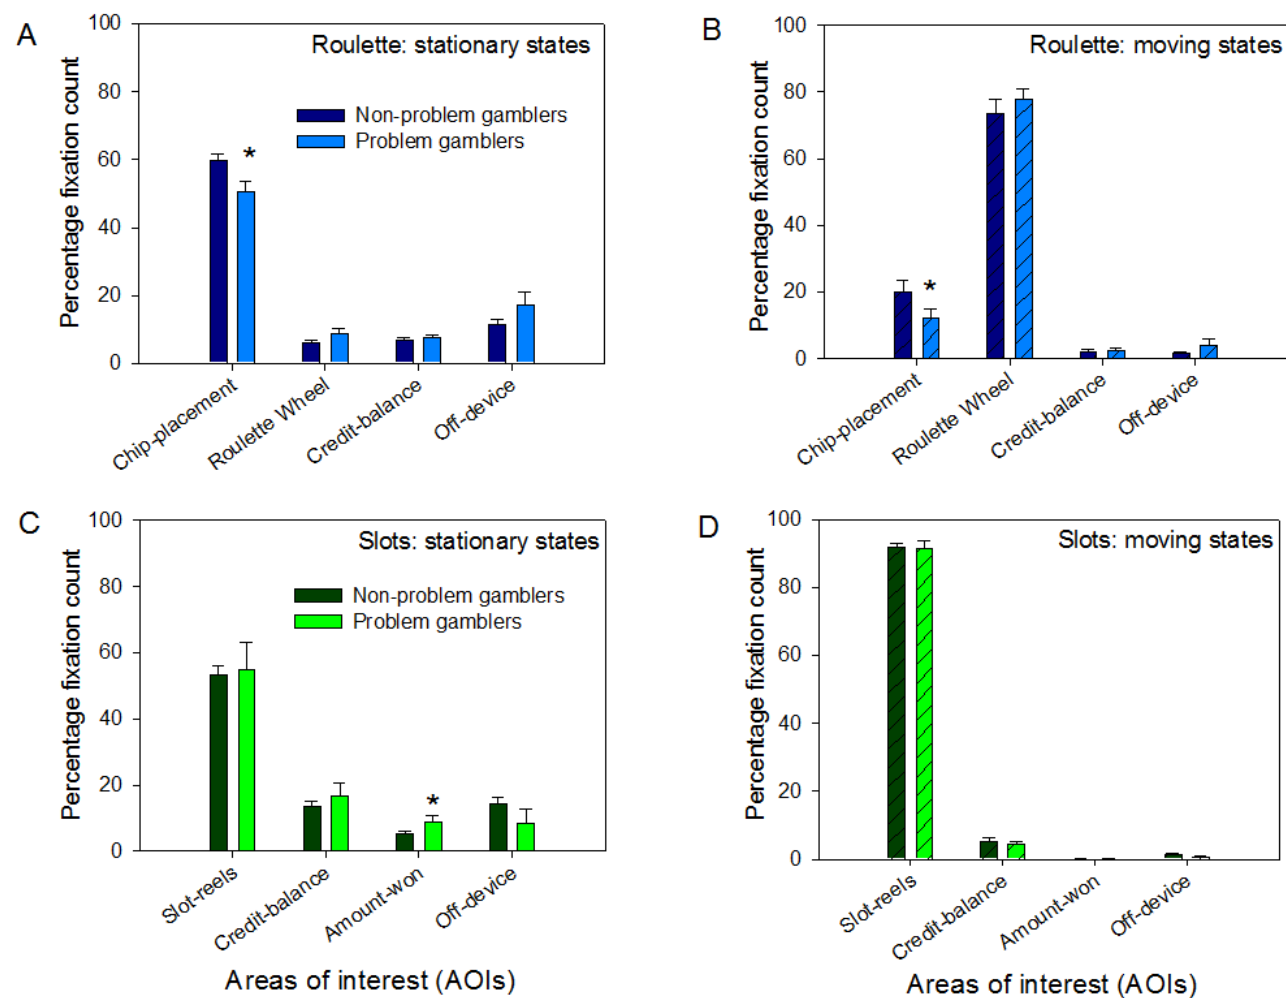 A
Roulette: stationary states
Percentage fixation count
100
80
60
40
20
0
Non-problem gamblers
Problem gamblers
*
Chip-placement
Roulette Wheel
Credit-balance
Off-device
B
Roulette: moving states
Percentage fixation count
100
80
60
40
20
0
*
Chip-placement
Roulette Wheel
Credit-balance
Off-device
C
Slots: stationary states
Percentage fixation count
100
80
60
40
20
0
Non-problem gamblers
Problem gamblers
*
Slot-reels
Credit-balance
Amount-won
Off-device
Areas of interest (AOIs)
D
Slots: moving states
Percentage fixation count
100
80
60
40
20
0
Slot-reels
Credit-balance
Amount-won
Off-device
Areas of interest (AOIs)